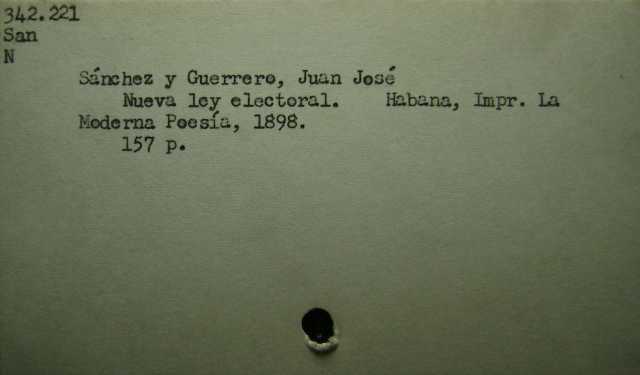 342.221
San
N
Sánchez y Guerrero, Juan José
Nueva ley electoral. Habana, Impr. La
Moderna Poesía, 1898.
157 p.